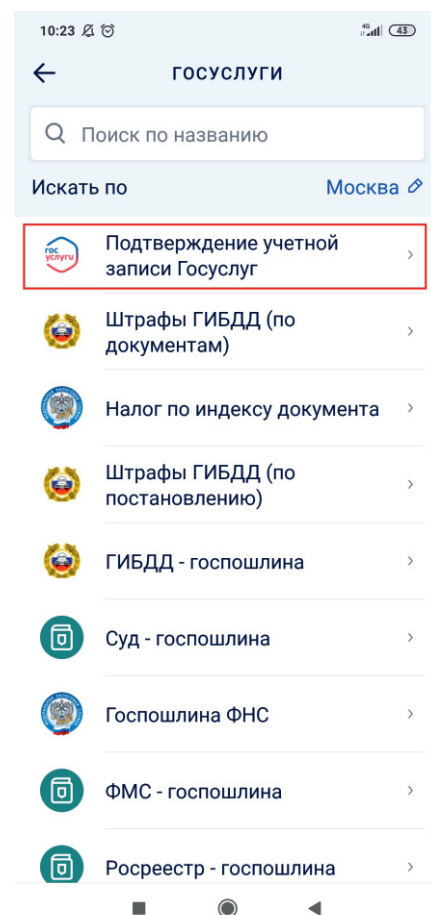 10:23
4G
43
ГОСУСЛУГИ
Поиск по названию
Искать по
Москва
гос
услуги
Подтверждение учетной
записи Госуслуг
Штрафы ГИБДД (по
документам)
Налог по индексу документа
Штрафы ГИБДД (по
постановлению)
ГИБДД - госпошлина
Суд - госпошлина
Госпошлина ФНС
ФМС - госпошлина
Росреестр - госпошлина